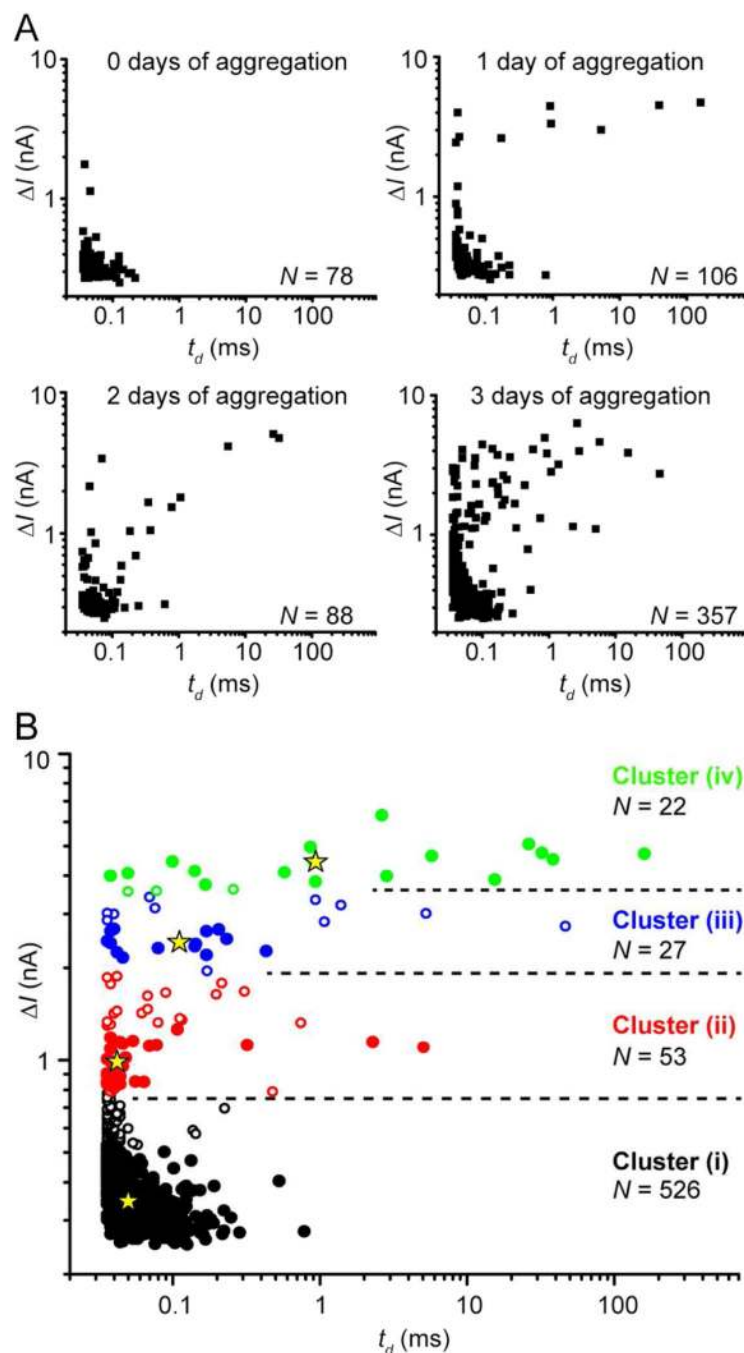 A
0 days of aggregation
10
1
ΔI (nA)
N = 78
0.1 1 10 100
t_d (ms)
1 day of aggregation
10
1
ΔI (nA)
N = 106
0.1 1 10 100
t_d (ms)
2 days of aggregation
10
1
ΔI (nA)
N = 88
0.1 1 10 100
t_d (ms)
3 days of aggregation
10
1
ΔI (nA)
N = 357
0.1 1 10 100
t_d (ms)
B
10
1
ΔI (nA)
Cluster (iv)
N = 22
Cluster (iii)
N = 27
Cluster (ii)
N = 53
Cluster (i)
N = 526
0.1 1 10 100
t_d (ms)